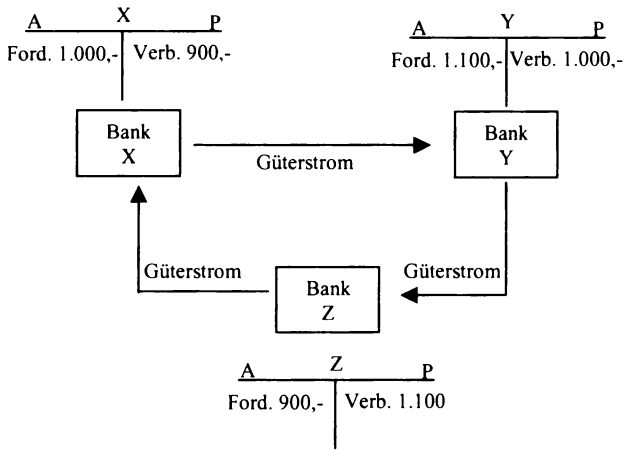 A X P
Ford. 1.000,- Verb. 900,-
A Y P
Ford. 1.100,- Verb. 1.000,-
Bank
X
Güterstrom
Bank
Y
Güterstrom
Bank
Z
Güterstrom
A Z P
Ford. 900,- Verb. 1.100